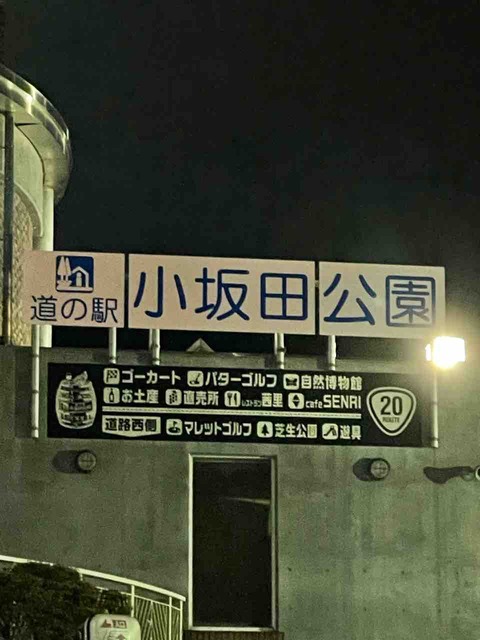 道の駅 小坂田公園
ゴーカート パターゴルフ 自然博物館
お土産 直売所 レストラン 茜里 cafe SENRI
道路西側 マレットゴルフ 芝生公園 遊具
20
ROUTE